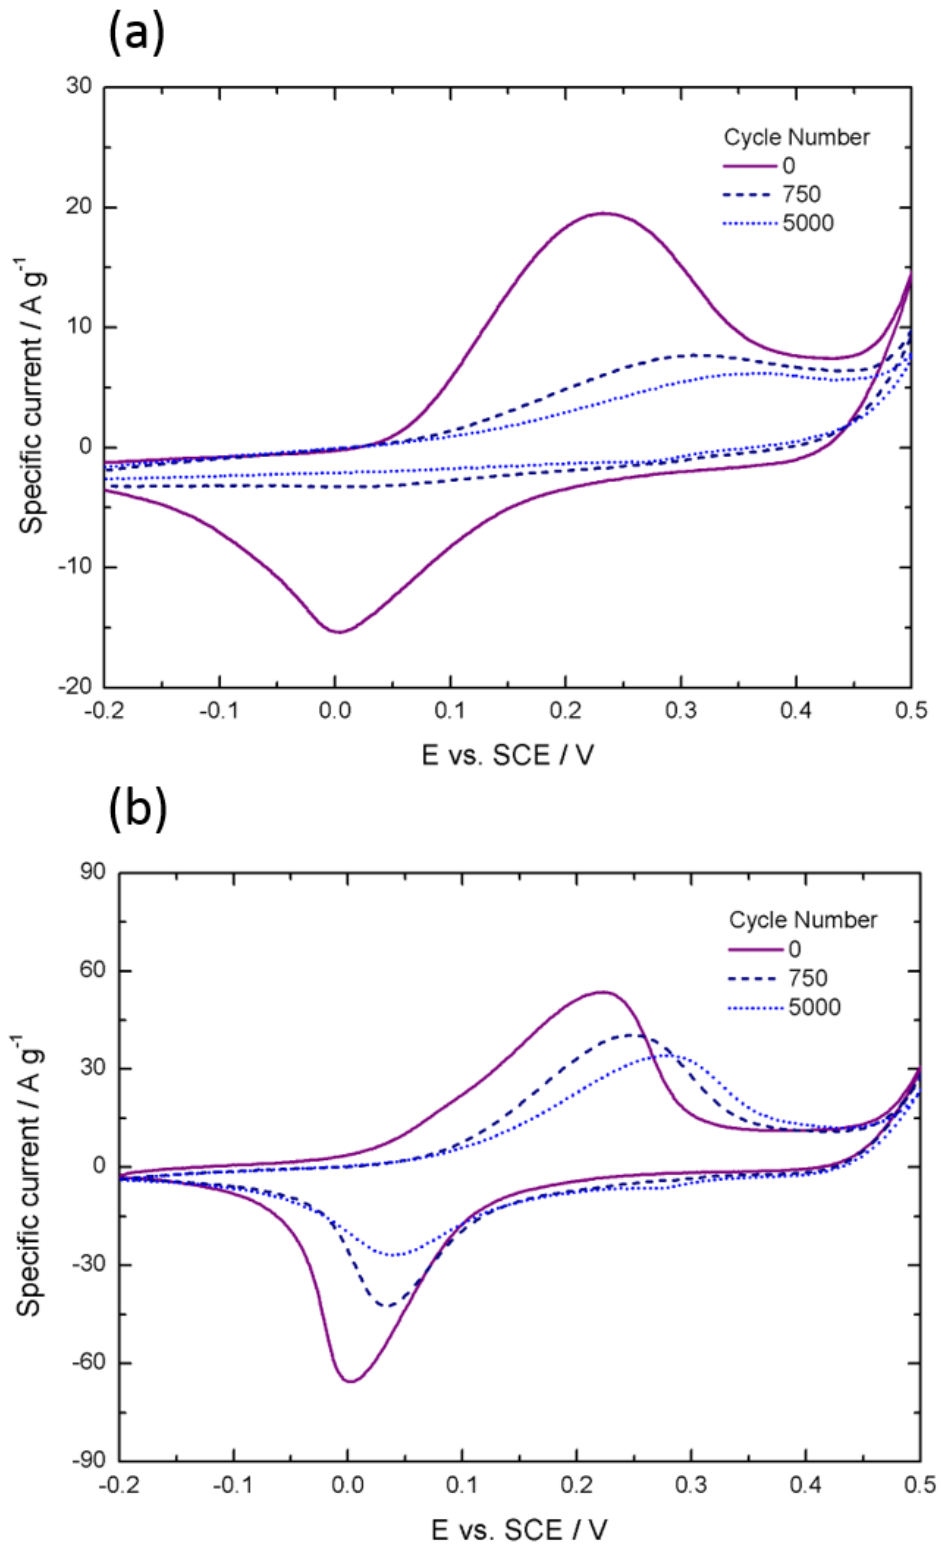 (a)
30
20
10
0
-10
-20
Specific current / A g⁻¹
Cycle Number
0
750
5000
-0.2 -0.1 0.0 0.1 0.2 0.3 0.4 0.5
E vs. SCE / V
(b)
90
60
30
0
-30
-60
-90
Specific current / A g⁻¹
Cycle Number
0
750
5000
-0.2 -0.1 0.0 0.1 0.2 0.3 0.4 0.5
E vs. SCE / V